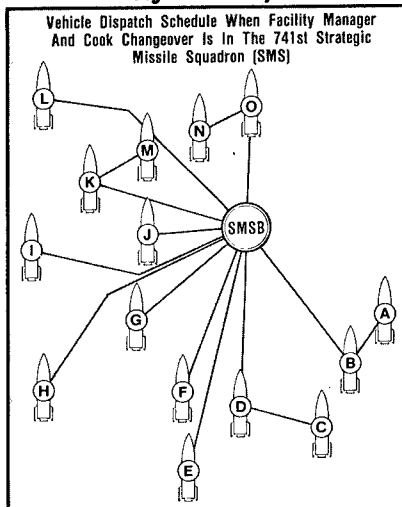 Vehicle Dispatch Schedule When Facility Manager
And Cook Changeover Is In The 741st Strategic
Missile Squadron (SMS)
L
O
N
M
K
SMSB
J
I
A
G
B
H
F
D
C
E